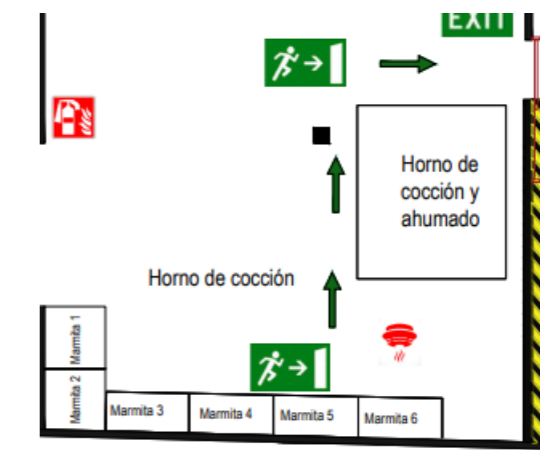 EXIT
Horno de
cocción y
ahumado
Horno de cocción
Marmita 1
Marmita 2
Marmita 3
Marmita 4
Marmita 5
Marmita 6